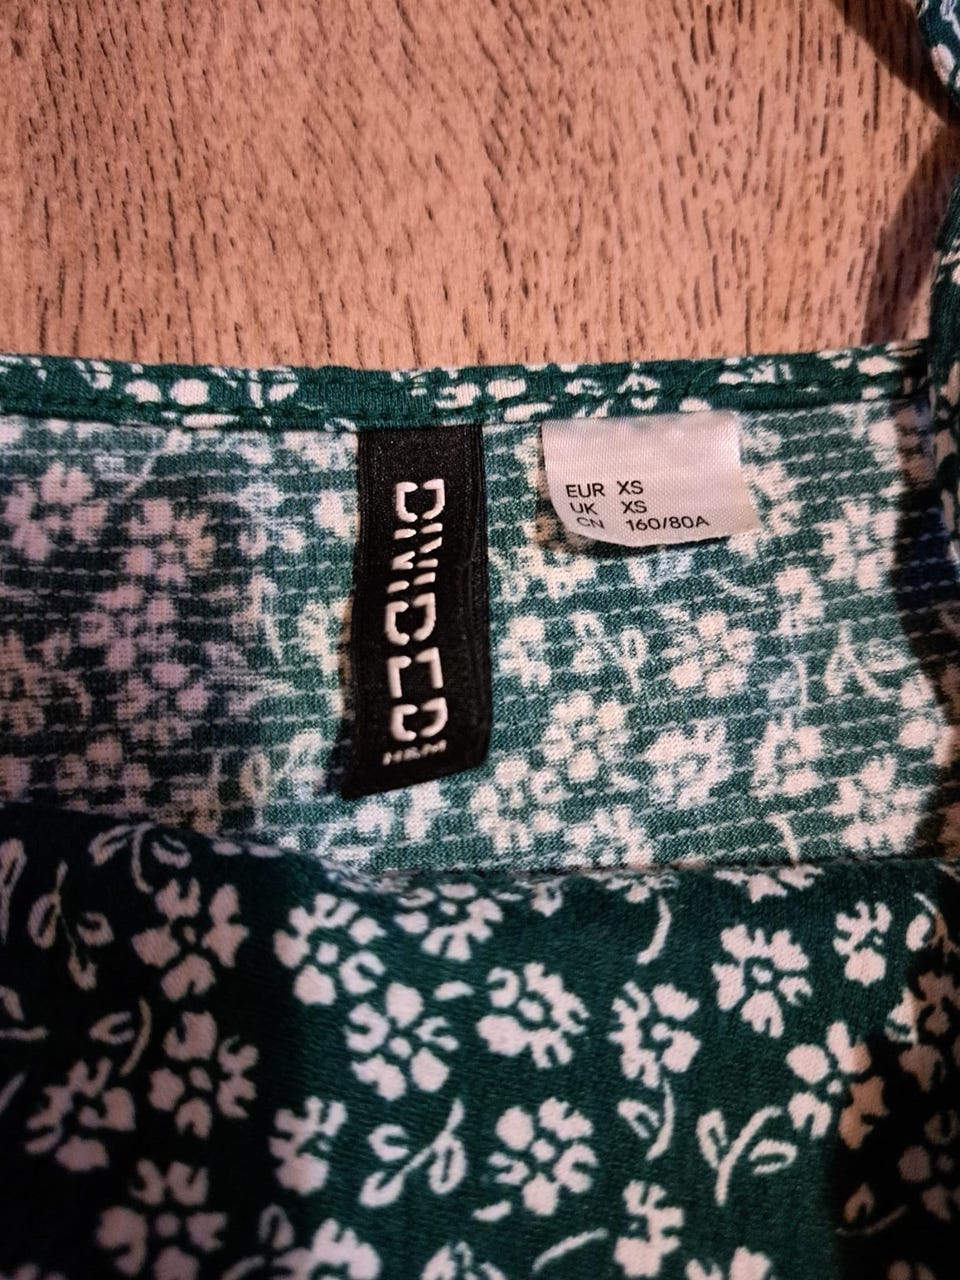 DIVIDED
H&M
EUR XS
UK XS
CN 160/80A